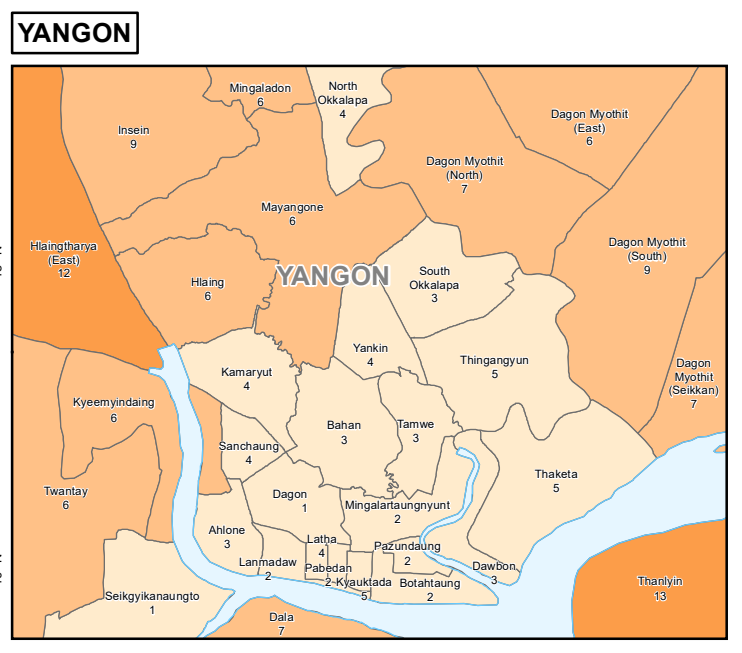 YANGON
Mingaladon
6
North
Okkalapa
4
Insein
9
Dagon Myothit
(East)
6
Dagon Myothit
(North)
7
Mayangone
6
Hlaingtharya
(East)
12
Dagon Myothit
(South)
9
YANGON
Hlaing
6
South
Okkalapa
3
Yankin
4
Thingangyun
5
Kamaryut
4
Dagon
Myothit
(Seikkan)
7
Kyeemyindaing
6
Bahan
3
Tamwe
3
Sanchaung
4
Thaketa
5
Twantay
6
Dagon
1
Mingalartaungnyunt
2
Ahlone
3
Latha
4
Pazundaung
2
Lanmadaw
2
Pabedan
2
Kyauktada
5
Botahtaung
2
Dawbon
3
Thanlyin
13
Seikgyikanaungto
1
Dala
7